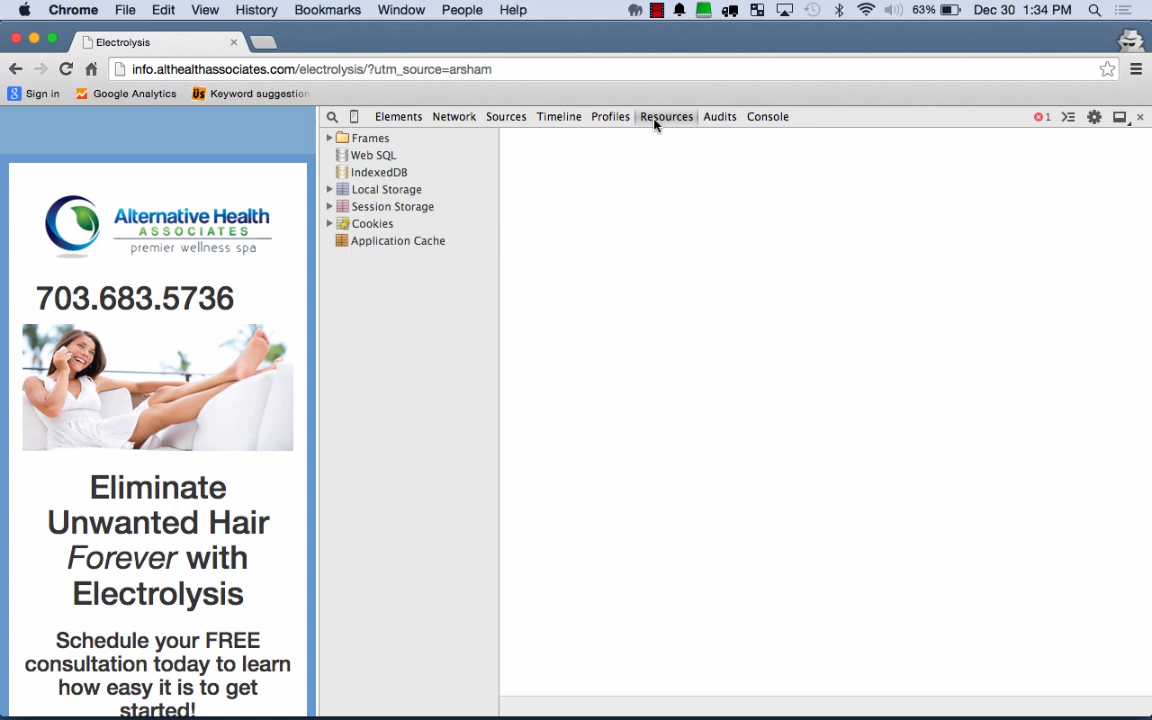 Chrome File Edit View History Bookmarks Window People Help 63% Dec 30 1:34 PM
Electrolysis
info.althealthassociates.com/electrolysis/?utm_source=arsham
Sign in Google Analytics Keyword suggestion
Elements Network Sources Timeline Profiles Resources Audits Console 1
Frames
Web SQL
IndexedDB
Local Storage
Session Storage
Cookies
Application Cache
Alternative Health
ASSOCIATES
premier wellness spa
703.683.5736
Eliminate
Unwanted Hair
Forever with
Electrolysis
Schedule your FREE
consultation today to learn
how easy it is to get
started!